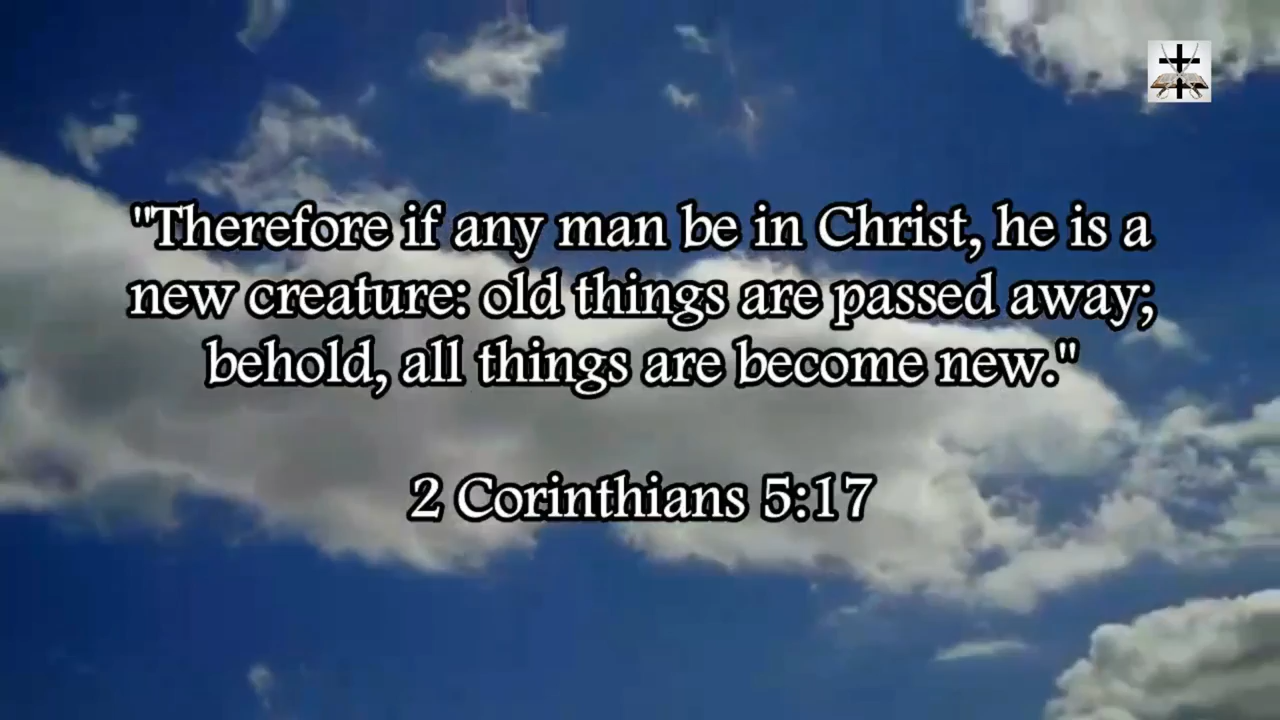 "Therefore if any man be in Christ, he is a
new creature: old things are passed away;
behold, all things are become new."
2 Corinthians 5:17